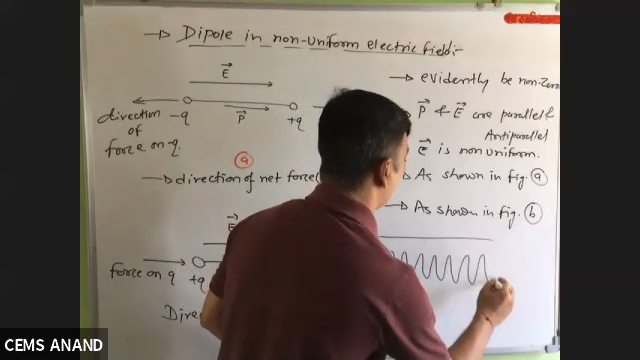 → Dipole in non-uniform electric field:-
E
→ evidently be non-zero
direction of force on -q.
-q
P
+q
→ P & E are parallel &
Antiparallel
E is non uniform.
a
→ direction of net force
→ As shown in fig. a
→ As shown in fig. b
E
force on q
+q
CEMS ANAND